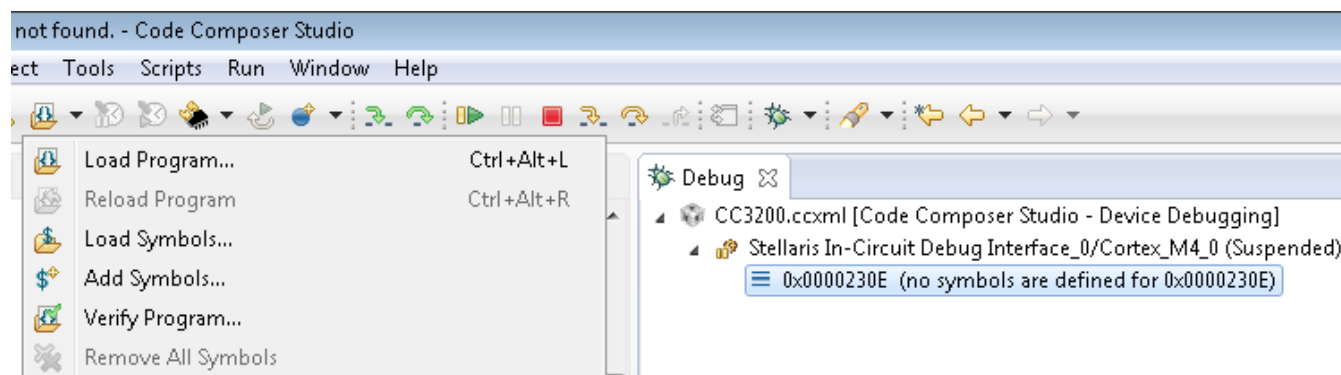 not found. - Code Composer Studio
ect Tools Scripts Run Window Help
Load Program... Ctrl+Alt+L
Reload Program Ctrl+Alt+R
Load Symbols...
Add Symbols...
Verify Program...
Remove All Symbols
Debug
CC3200.ccxml [Code Composer Studio - Device Debugging]
Stellaris In-Circuit Debug Interface_0/Cortex_M4_0 (Suspended)
0x0000230E (no symbols are defined for 0x0000230E)